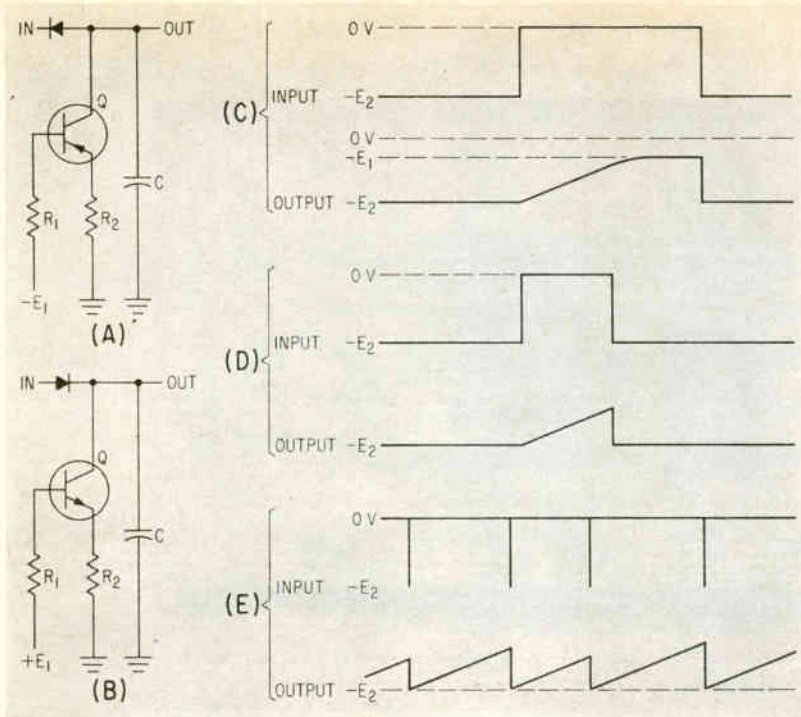 IN OUT
Q
R1 R2 C
-E1
(A)
IN OUT
Q
R1 R2 C
+E1
(B)
(C)
0 V
INPUT
-E2
0 V
-E1
OUTPUT -E2
(D)
0 V
INPUT -E2
OUTPUT -E2
(E)
0 V
INPUT -E2
OUTPUT -E2